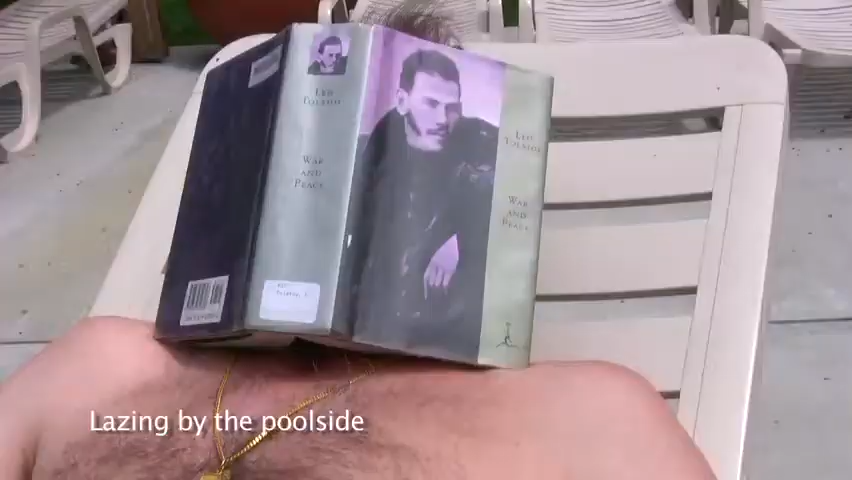 LEO
TOLSTOY
WAR
AND
PEACE
LEO
TOLSTOY
WAR
AND
PEACE
Lazing by the poolside